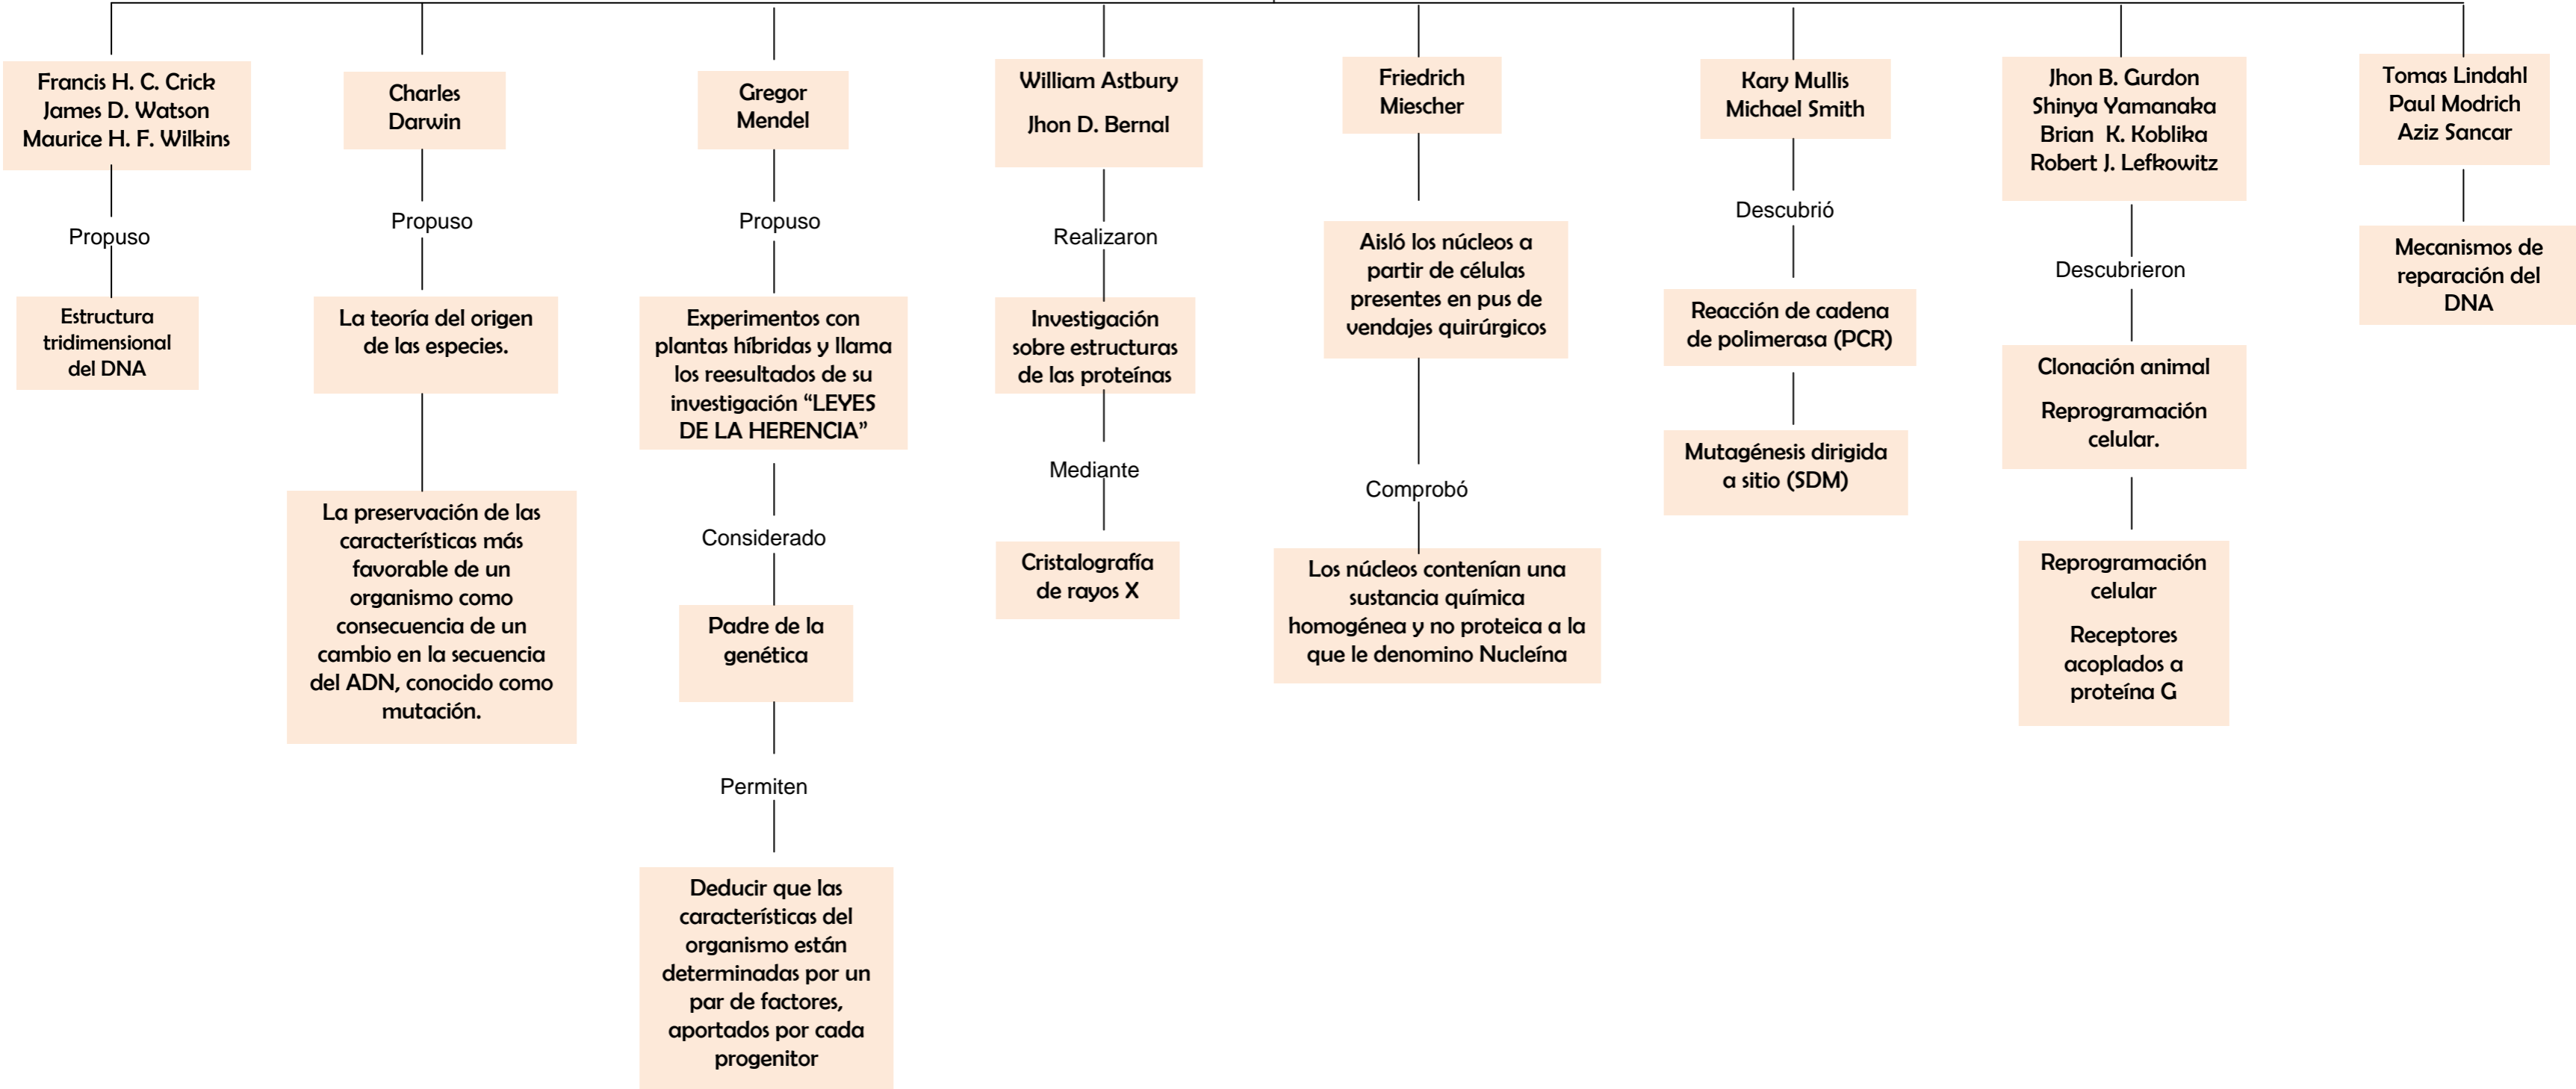 Francis H. C. Crick
James D. Watson
Maurice H. F. Wilkins
Propuso
Estructura
tridimensional
del DNA
Charles
Darwin
Propuso
La teoría del origen
de las especies.
La preservación de las
características más
favorable de un
organismo como
consecuencia de un
cambio en la secuencia
del ADN, conocido como
mutación.
Gregor
Mendel
Propuso
Experimentos con
plantas híbridas y llama
los reesultados de su
investigación “LEYES
DE LA HERENCIA”
Considerado
Padre de la
genética
Permiten
Deducir que las
características del
organismo están
determinadas por un
par de factores,
aportados por cada
progenitor
William Astbury
Jhon D. Bernal
Realizaron
Investigación
sobre estructuras
de las proteínas
Mediante
Cristalografía
de rayos X
Friedrich
Miescher
Aisló los núcleos a
partir de células
presentes en pus de
vendajes quirúrgicos
Comprobó
Los núcleos contenían una
sustancia química
homogénea y no proteica a la
que le denomino Nucleína
Kary Mullis
Michael Smith
Descubrió
Reacción de cadena
de polimerasa (PCR)
Mutagénesis dirigida
a sitio (SDM)
Jhon B. Gurdon
Shinya Yamanaka
Brian K. Koblika
Robert J. Lefkowitz
Descubrieron
Clonación animal
Reprogramación
celular.
Reprogramación
celular
Receptores
acoplados a
proteína G
Tomas Lindahl
Paul Modrich
Aziz Sancar
Mecanismos de
reparación del
DNA